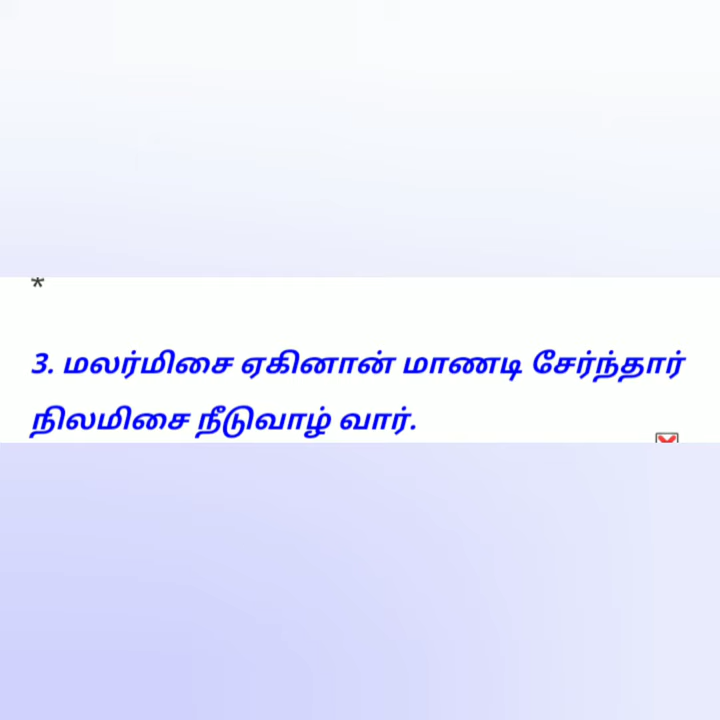 *
3. மலர்மிசை ஏகினான் மாணடி சேர்ந்தார்
நிலமிசை நீடுவாழ் வார்.